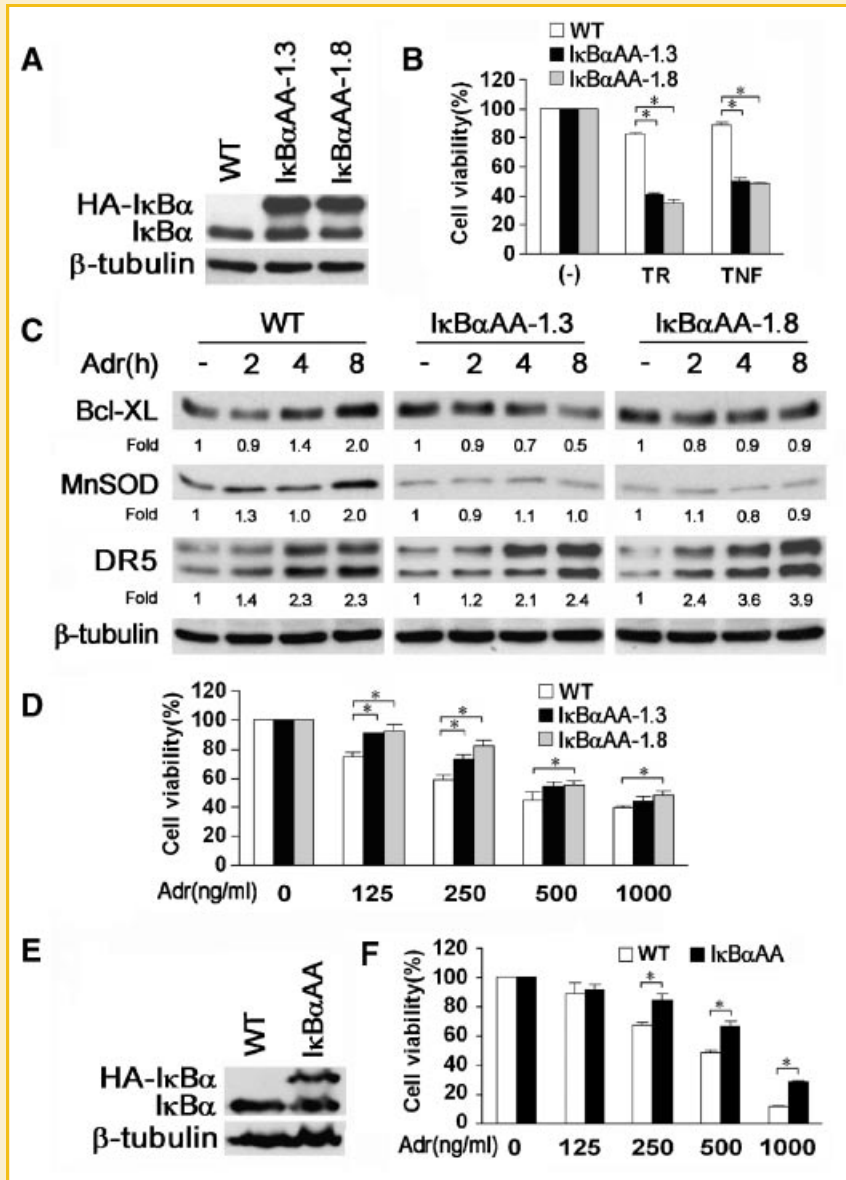 A
WT
IκBαAA-1.3
IκBαAA-1.8
HA-IκBα
IκBα
β-tubulin
B
WT
IκBαAA-1.3
IκBαAA-1.8
Cell viability(%)
120
100
80
60
40
20
0
* *
* *
(-) TR TNF
C
WT IκBαAA-1.3 IκBαAA-1.8
Adr(h) - 2 4 8 - 2 4 8 - 2 4 8
Bcl-XL
Fold 1 0.9 1.4 2.0 1 0.9 0.7 0.5 1 0.8 0.9 0.9
MnSOD
Fold 1 1.3 1.0 2.0 1 0.9 1.1 1.0 1 1.1 0.8 0.9
DR5
Fold 1 1.4 2.3 2.3 1 1.2 2.1 2.4 1 2.4 3.6 3.9
β-tubulin
D
WT
IκBαAA-1.3
IκBαAA-1.8
Cell viability(%)
120
100
80
60
40
20
0
* * * * * *
Adr(ng/ml) 0 125 250 500 1000
E
WT
IκBαAA
HA-IκBα
IκBα
β-tubulin
F
WT IκBαAA
Cell viability(%)
120
100
80
60
40
20
0
* * *
Adr(ng/ml) 0 125 250 500 1000